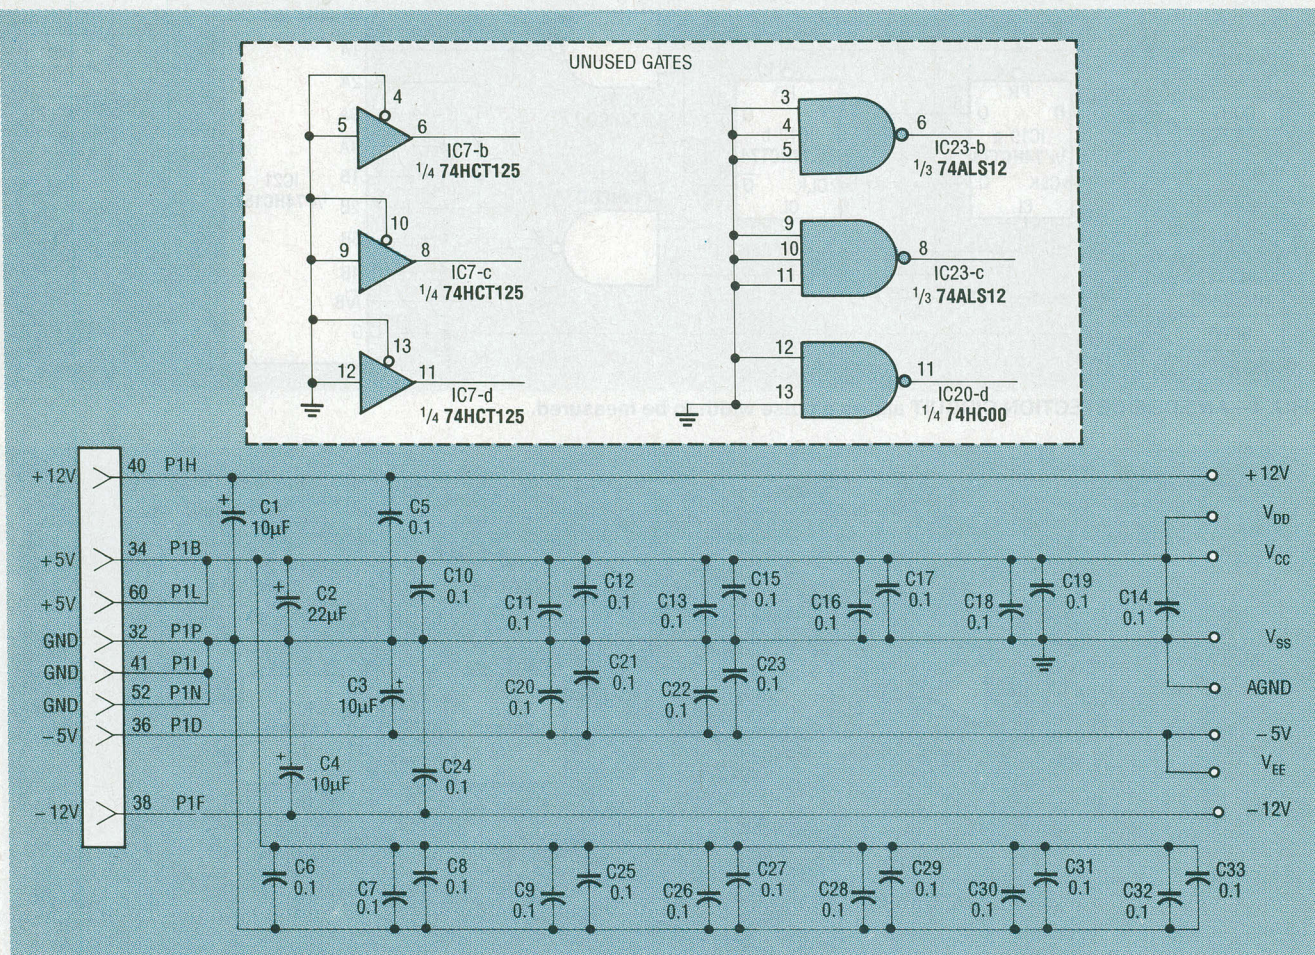 UNUSED GATES
4
5
6
IC7-b
1/4 74HCT125
10
9
8
IC7-c
1/4 74HCT125
13
12
11
IC7-d
1/4 74HCT125
3
4
5
6
IC23-b
1/3 74ALS12
9
10
11
8
IC23-c
1/3 74ALS12
12
13
11
IC20-d
1/4 74HC00
+12V 40 P1H
+5V 34 P1B
+5V 60 P1L
GND 32 P1P
GND 41 P1I
GND 52 P1N
−5V 36 P1D
−12V 38 P1F
+ C1
10µF
C5
0.1
+ C2
22µF
C10
0.1
C11
0.1
C12
0.1
C13
0.1
C15
0.1
C16
0.1
C17
0.1
C18
0.1
C19
0.1
C14
0.1
C3 +
10µF
C20
0.1
C21
0.1
C22
0.1
C23
0.1
+ C4
10µF
C24
0.1
+12V
VDD
VCC
VSS
AGND
−5V
VEE
−12V
C6
0.1
C7
0.1
C8
0.1
C9
0.1
C25
0.1
C26
0.1
C27
0.1
C28
0.1
C29
0.1
C30
0.1
C31
0.1
C32
0.1
C33
0.1